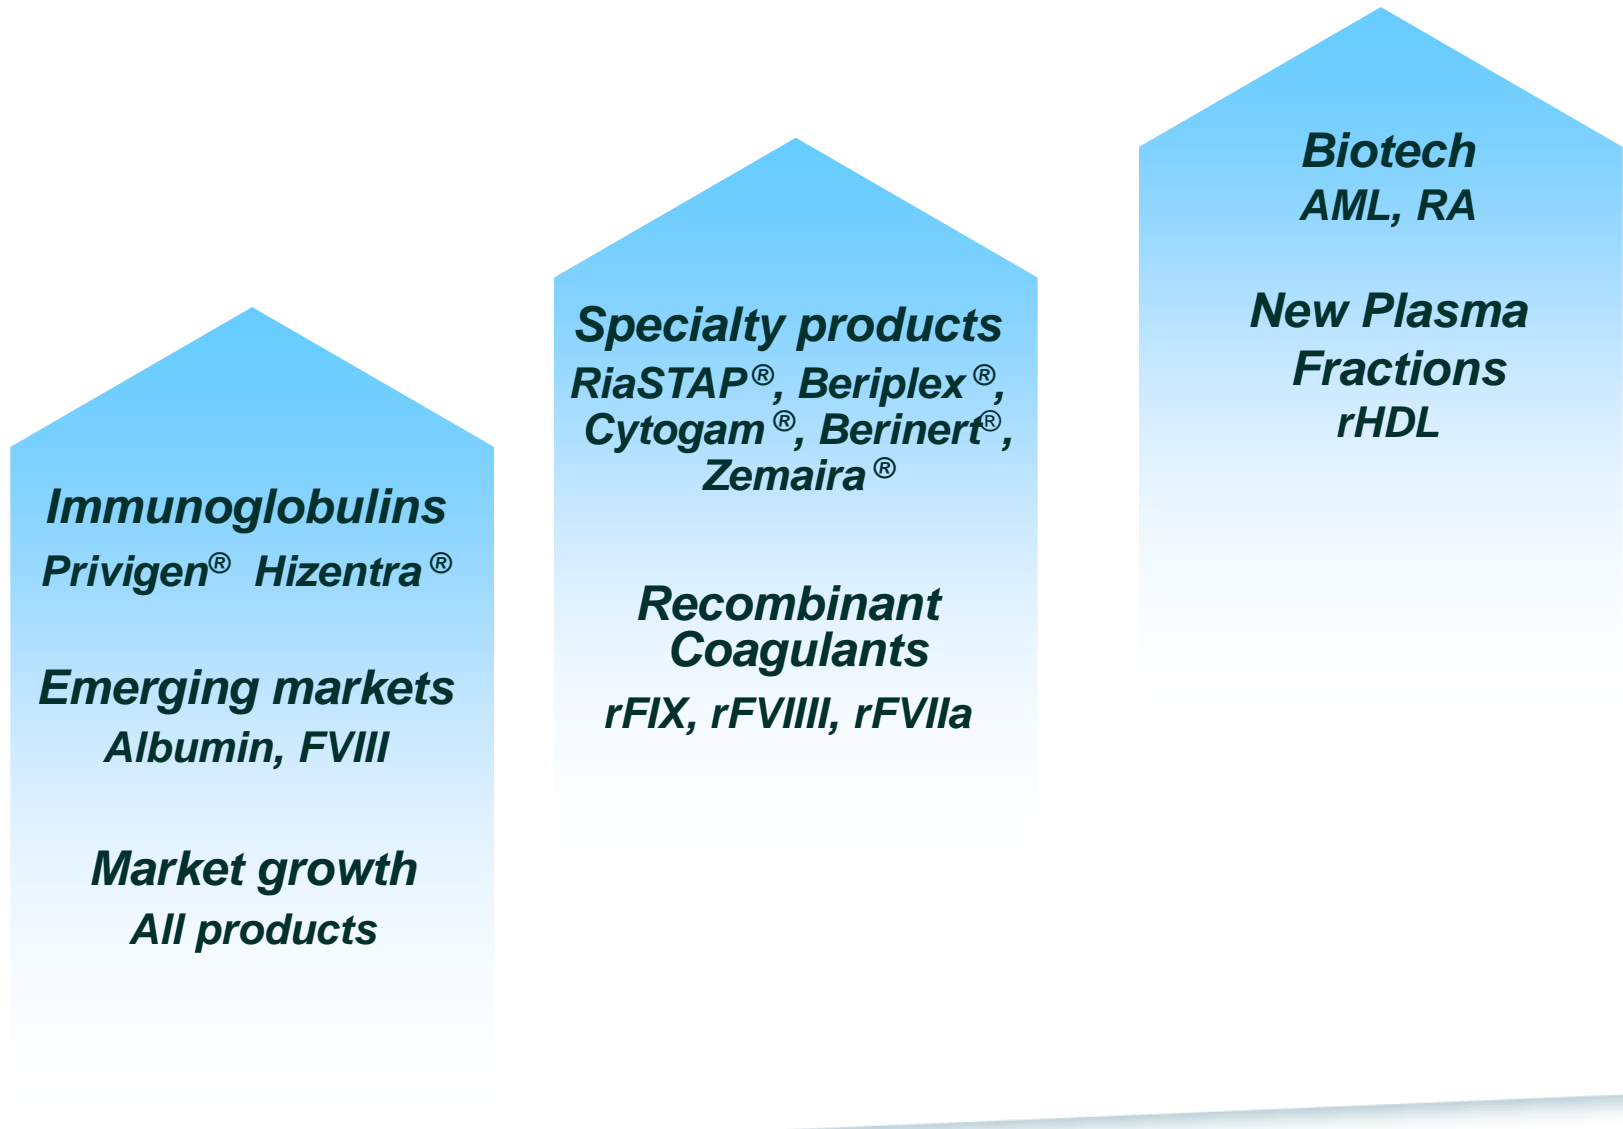 Immunoglobulins
Privigen® Hizentra®
Emerging markets
Albumin, FVIII
Market growth
All products
Specialty products
RiaSTAP®, Beriplex®,
Cytogam®, Berinert®,
Zemaira®
Recombinant
Coagulants
rFIX, rFVIIII, rFVIIa
Biotech
AML, RA
New Plasma
Fractions
rHDL